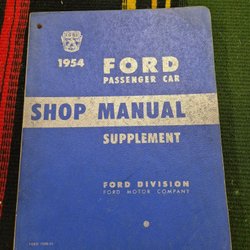 1954 FORD
PASSENGER CAR
SHOP MANUAL
SUPPLEMENT
FORD DIVISION
FORD MOTOR COMPANY